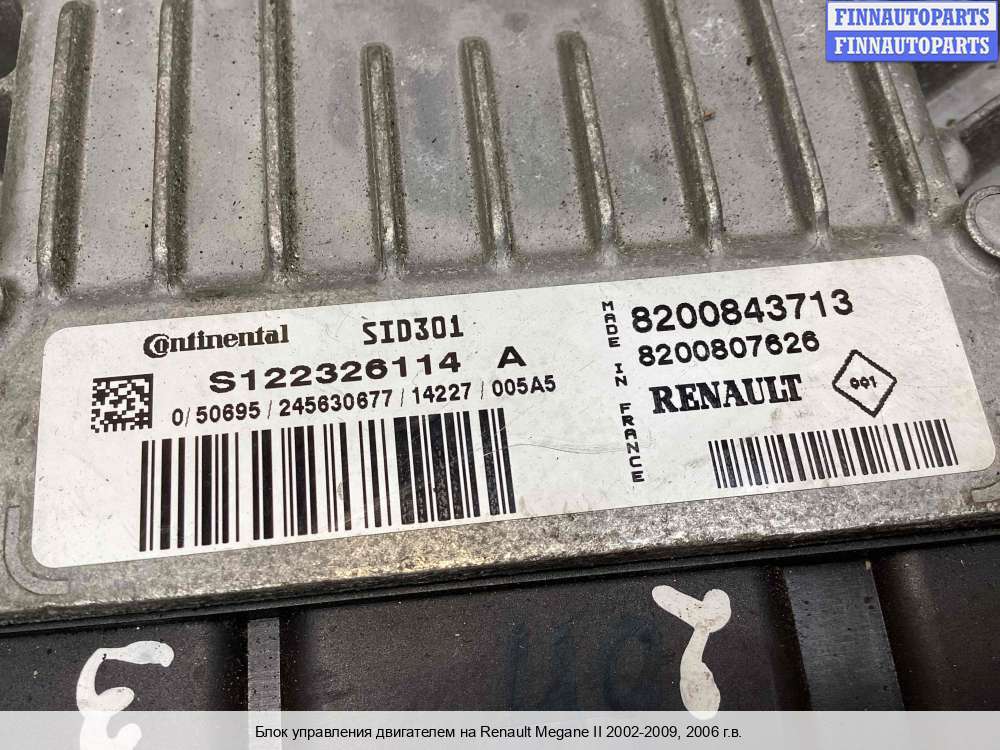 FINNAUTOPARTS
FINNAUTOPARTS
Continental SID301
S122326114 A
0/50695/245630677/14227/005A5
MADE IN FRANCE
8200843713
8200807626
RENAULT
001
Блок управления двигателем на Renault Megane II 2002-2009, 2006 г.в.